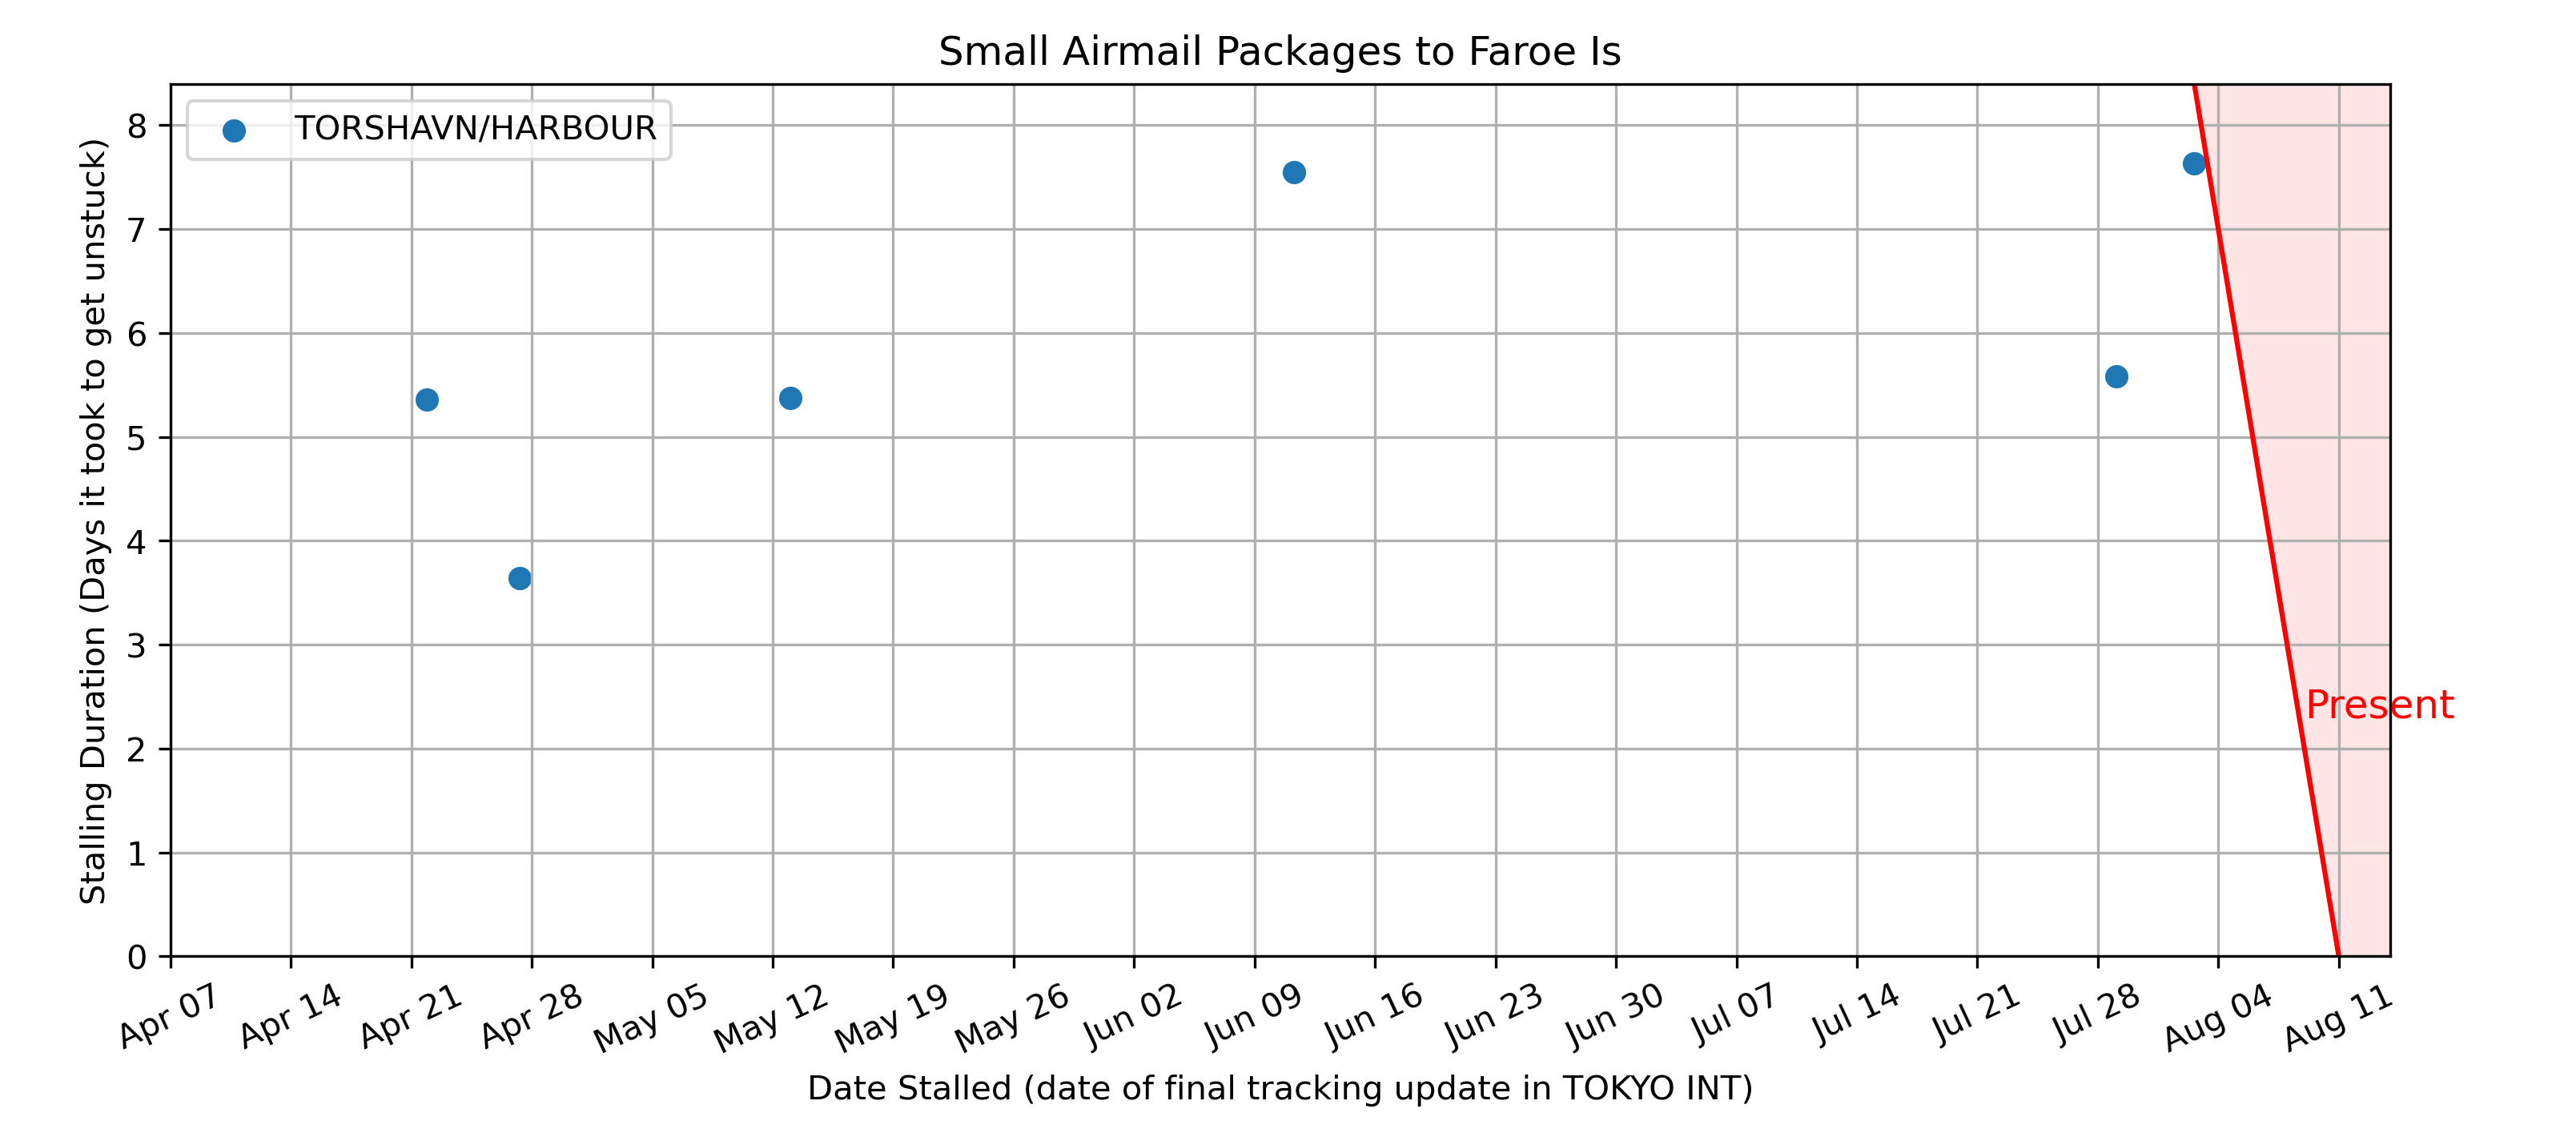 Small Airmail Packages to Faroe Is
TORSHAVN/HARBOUR
Stalling Duration (Days it took to get unstuck)
8
7
6
5
4
3
2
1
0
Present
Apr 07 Apr 14 Apr 21 Apr 28 May 05 May 12 May 19 May 26 Jun 02 Jun 09 Jun 16 Jun 23 Jun 30 Jul 07 Jul 14 Jul 21 Jul 28 Aug 04 Aug 11
Date Stalled (date of final tracking update in TOKYO INT)